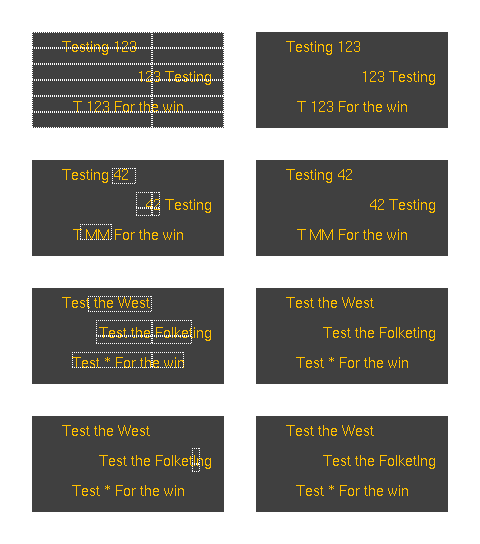 Testing 123
123 Testing
T 123 For the win
Testing 123
123 Testing
T 123 For the win
Testing 42
42 Testing
T MM For the win
Testing 42
42 Testing
T MM For the win
Test the West
Test the Folketing
Test * For the win
Test the West
Test the Folketing
Test * For the win
Test the West
Test the FolketIng
Test * For the win
Test the West
Test the FolketIng
Test * For the win